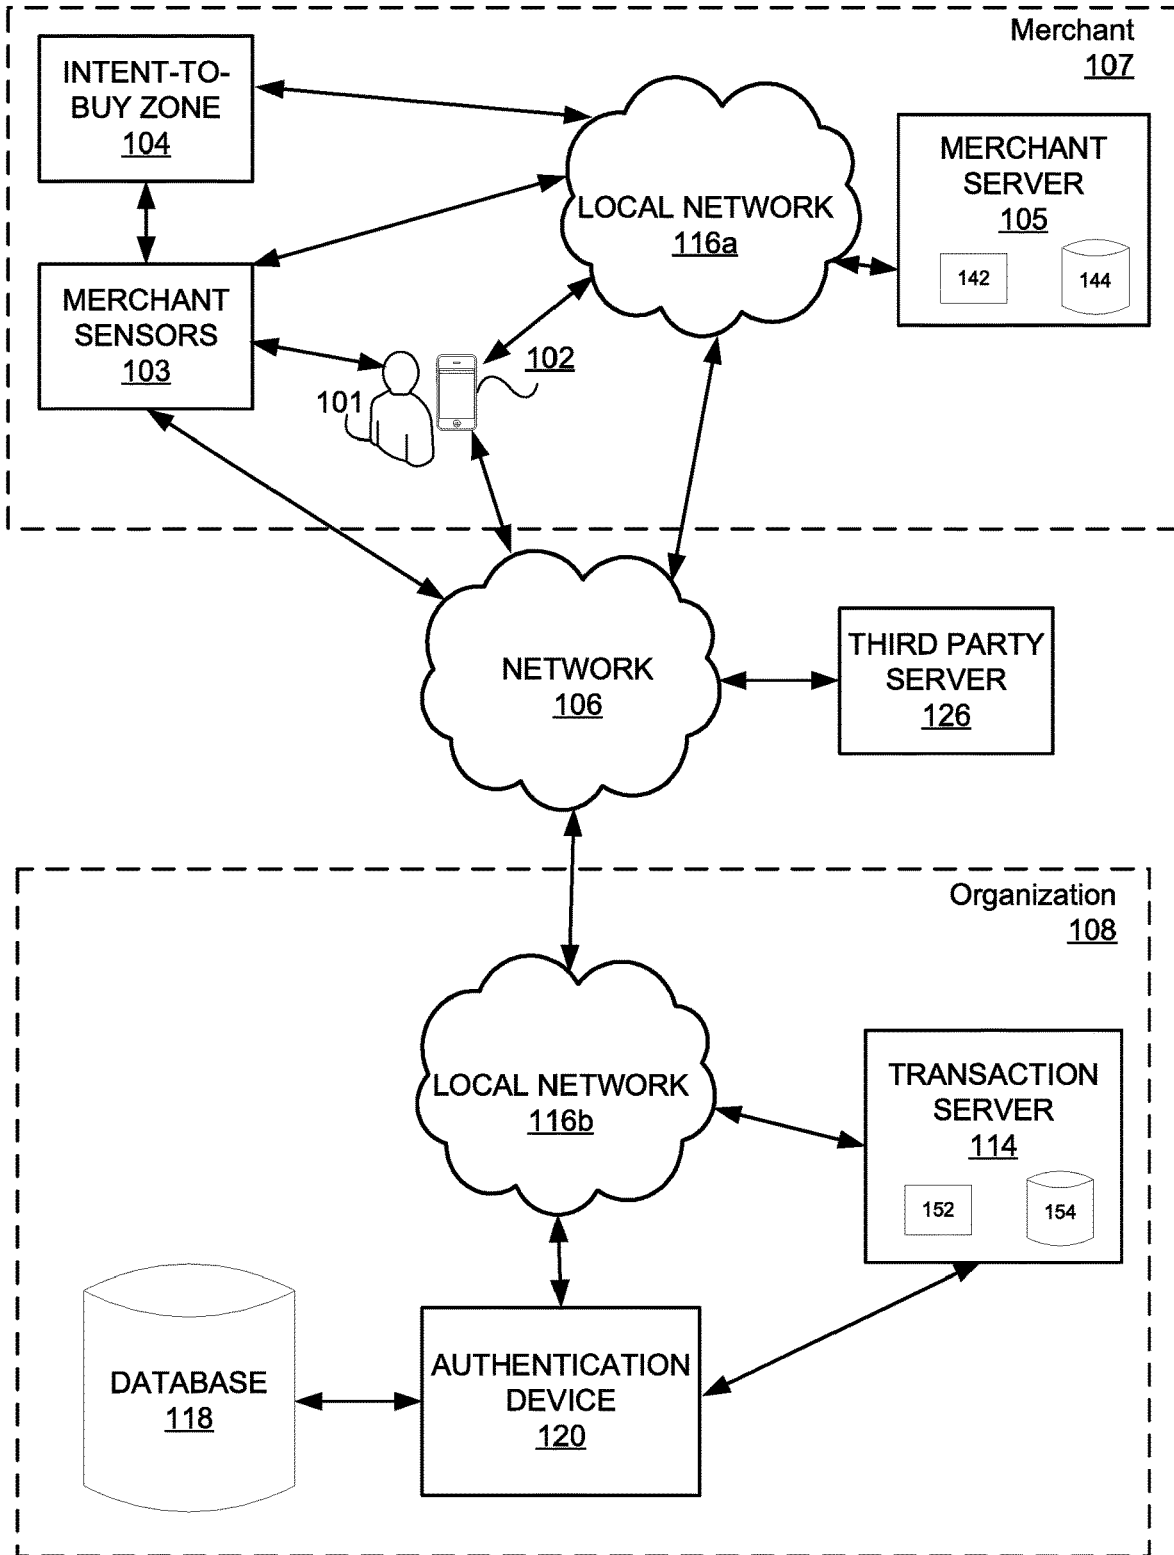 Merchant
107
INTENT-TO-
BUY ZONE
104
LOCAL NETWORK
116a
MERCHANT
SERVER
105
142
144
MERCHANT
SENSORS
103
101
102
NETWORK
106
THIRD PARTY
SERVER
126
Organization
108
LOCAL NETWORK
116b
TRANSACTION
SERVER
114
152
154
DATABASE
118
AUTHENTICATION
DEVICE
120